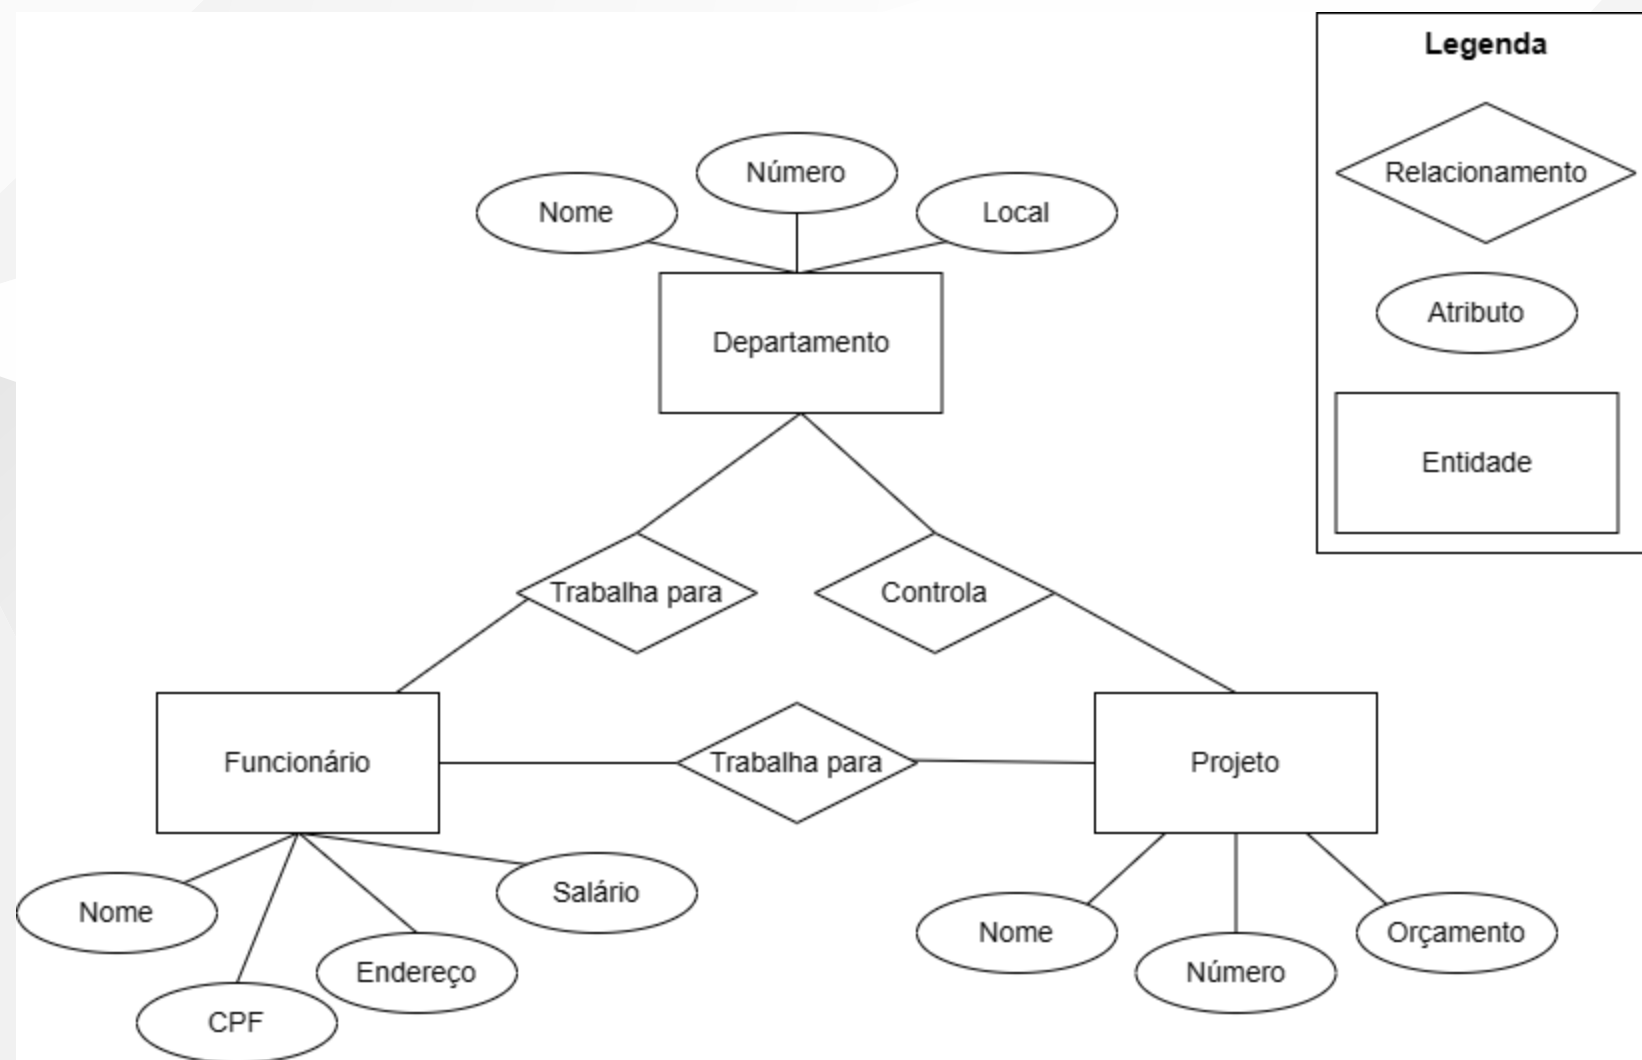 Legenda
Relacionamento
Atributo
Entidade
Número
Nome
Local
Departamento
Trabalha para
Controla
Funcionário
Trabalha para
Projeto
Nome
CPF
Endereço
Salário
Nome
Número
Orçamento